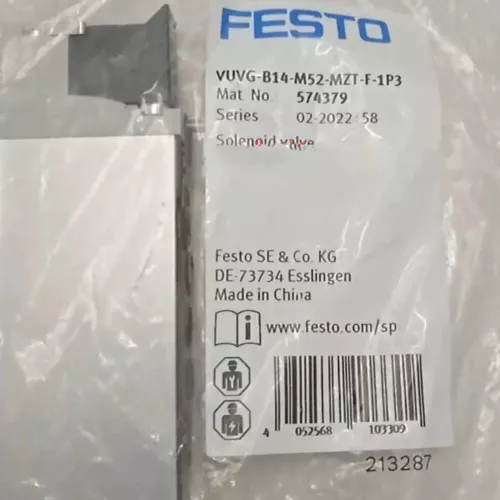 FESTO
VUVG-B14-M52-MZT-F-1P3
Mat. No. 574379
Series 02-2022 58
Solenoid valve
Festo SE & Co. KG
DE-73734 Esslingen
Made in China
www.festo.com/sp
4 052568 103309
213287